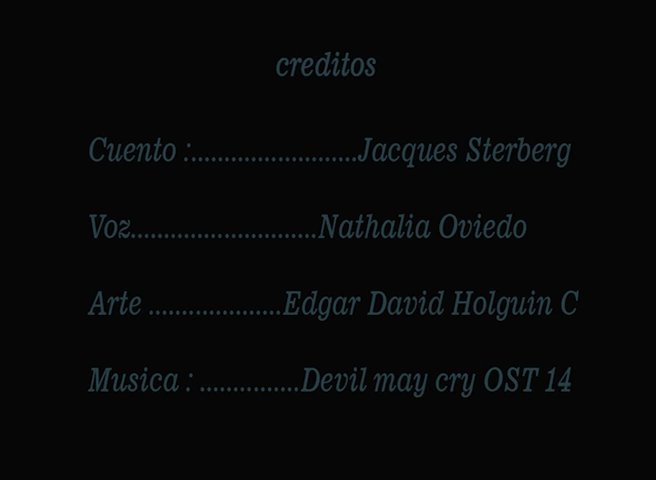 creditos
Cuento :.........................Jacques Sterberg
Voz............................Nathalia Oviedo
Arte ....................Edgar David Holguin C
Musica : ...............Devil may cry OST 14